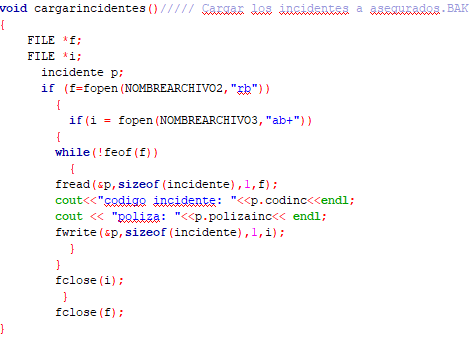 void cargarincidentes()///// Cargar los incidentes a asegurados.BAK
{
FILE *f;
FILE *i;
incidente p;
if (f=fopen(NOMBREARCHIVO2,"rb"))
{
if(i = fopen(NOMBREARCHIVO3,"ab+"))
{
while(!feof(f))
{
fread(&p,sizeof(incidente),1,f);
cout<<"codigo incidente: "<<p.codinc<<endl;
cout << "poliza: "<<p.polizainc<< endl;
fwrite(&p,sizeof(incidente),1,i);
}
}
fclose(i);
}
fclose(f);
}